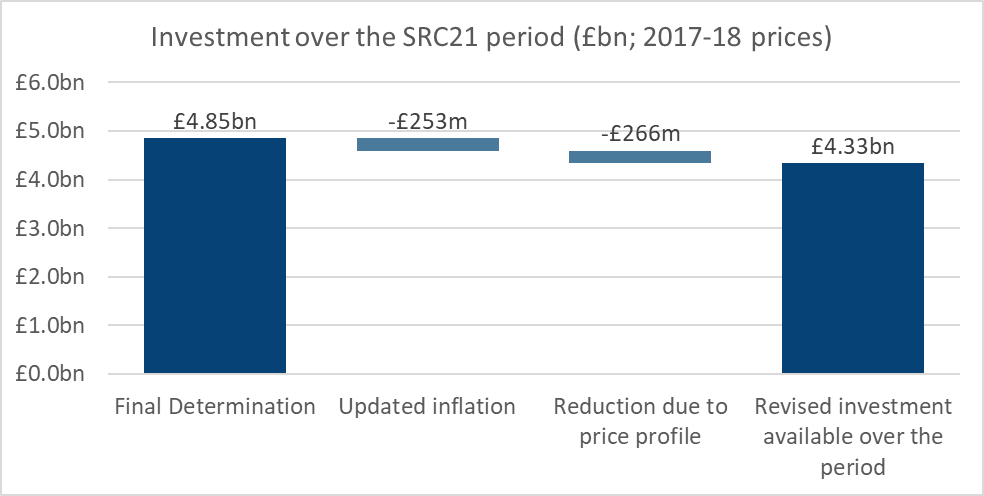 Investment over the SRC21 period (£bn; 2017-18 prices)
£6.0bn
£5.0bn
£4.0bn
£3.0bn
£2.0bn
£1.0bn
£0.0bn
£4.85bn
-£253m
-£266m
£4.33bn
Final Determination
Updated inflation
Reduction due to
price profile
Revised investment
available over the
period